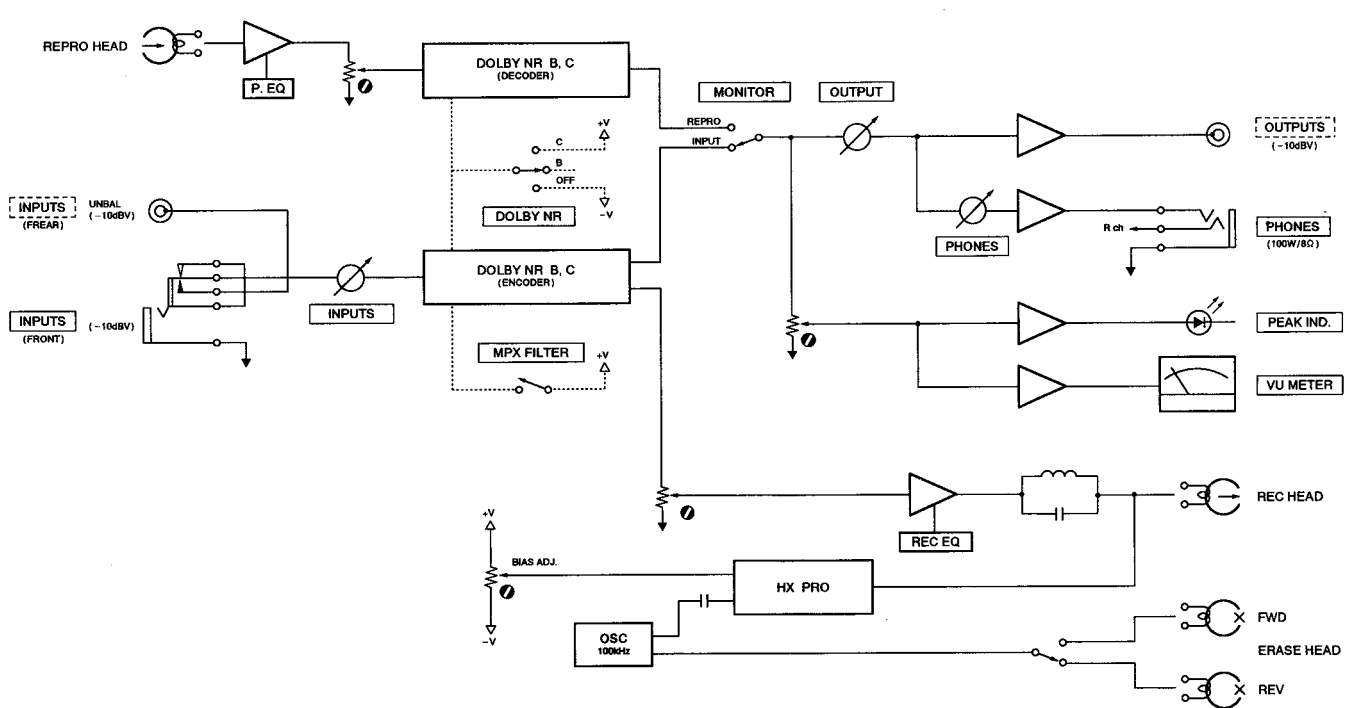 REPRO HEAD
P. EQ
DOLBY NR B, C
(DECODER)
MONITOR
OUTPUT
REPRO
INPUT
OUTPUTS
(−10dBV)
+V
C
B
OFF
−V
DOLBY NR
INPUTS
(FREAR)
UNBAL
(−10dBV)
PHONES
R ch
PHONES
(100W/8Ω)
DOLBY NR B, C
(ENCODER)
INPUTS
INPUTS
(FRONT)
(−10dBV)
MPX FILTER
+V
PEAK IND.
VU METER
REC EQ
REC HEAD
+V
BIAS ADJ.
−V
HX PRO
OSC
100kHz
FWD
ERASE HEAD
REV